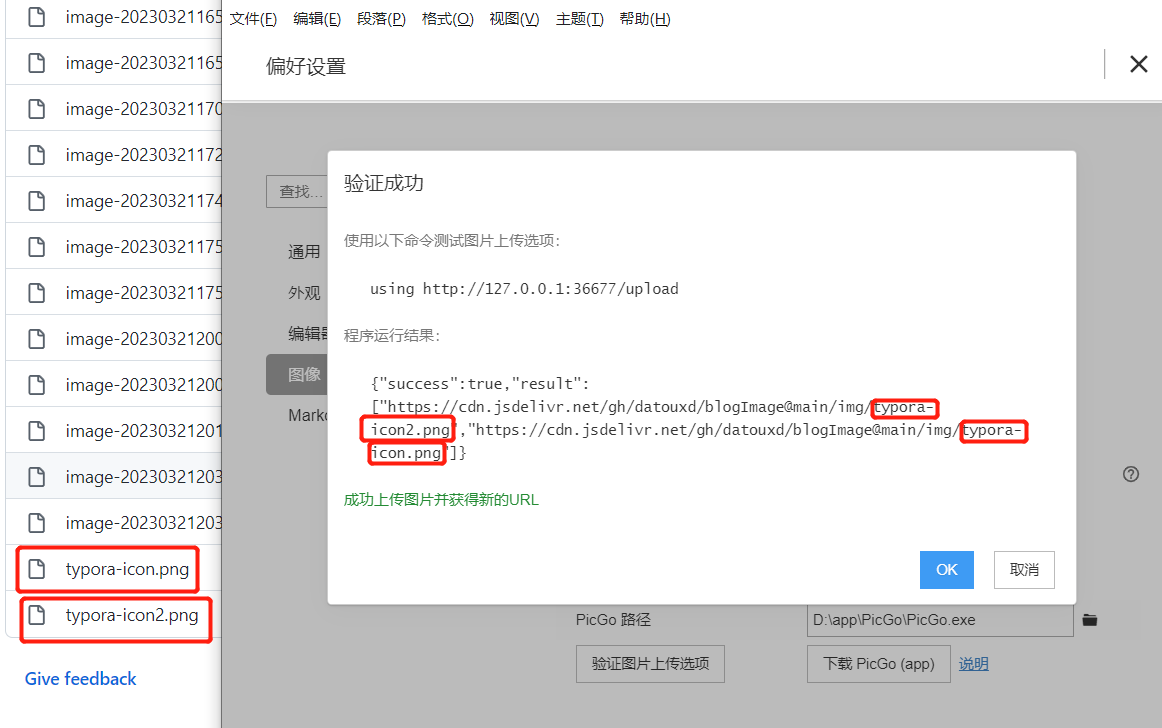 image-20230321165
image-20230321165
image-20230321170
image-20230321172
image-20230321174
image-20230321175
image-20230321175
image-20230321200
image-20230321200
image-20230321201
image-20230321203
image-20230321203
typora-icon.png
typora-icon2.png
Give feedback
文件(F) 编辑(E) 段落(P) 格式(O) 视图(V) 主题(T) 帮助(H)
偏好设置
查找...
通用
外观
编辑器
图像
Markd
验证成功
使用以下命令测试图片上传选项：
using http://127.0.0.1:36677/upload
程序运行结果：
{"success":true,"result":
["https://cdn.jsdelivr.net/gh/datouxd/blogImage@main/img/typora-
icon2.png","https://cdn.jsdelivr.net/gh/datouxd/blogImage@main/img/typora-
icon.png"]}
成功上传图片并获得新的URL
OK 取消
PicGo 路径 D:\app\PicGo\PicGo.exe
验证图片上传选项 下载 PicGo (app) 说明